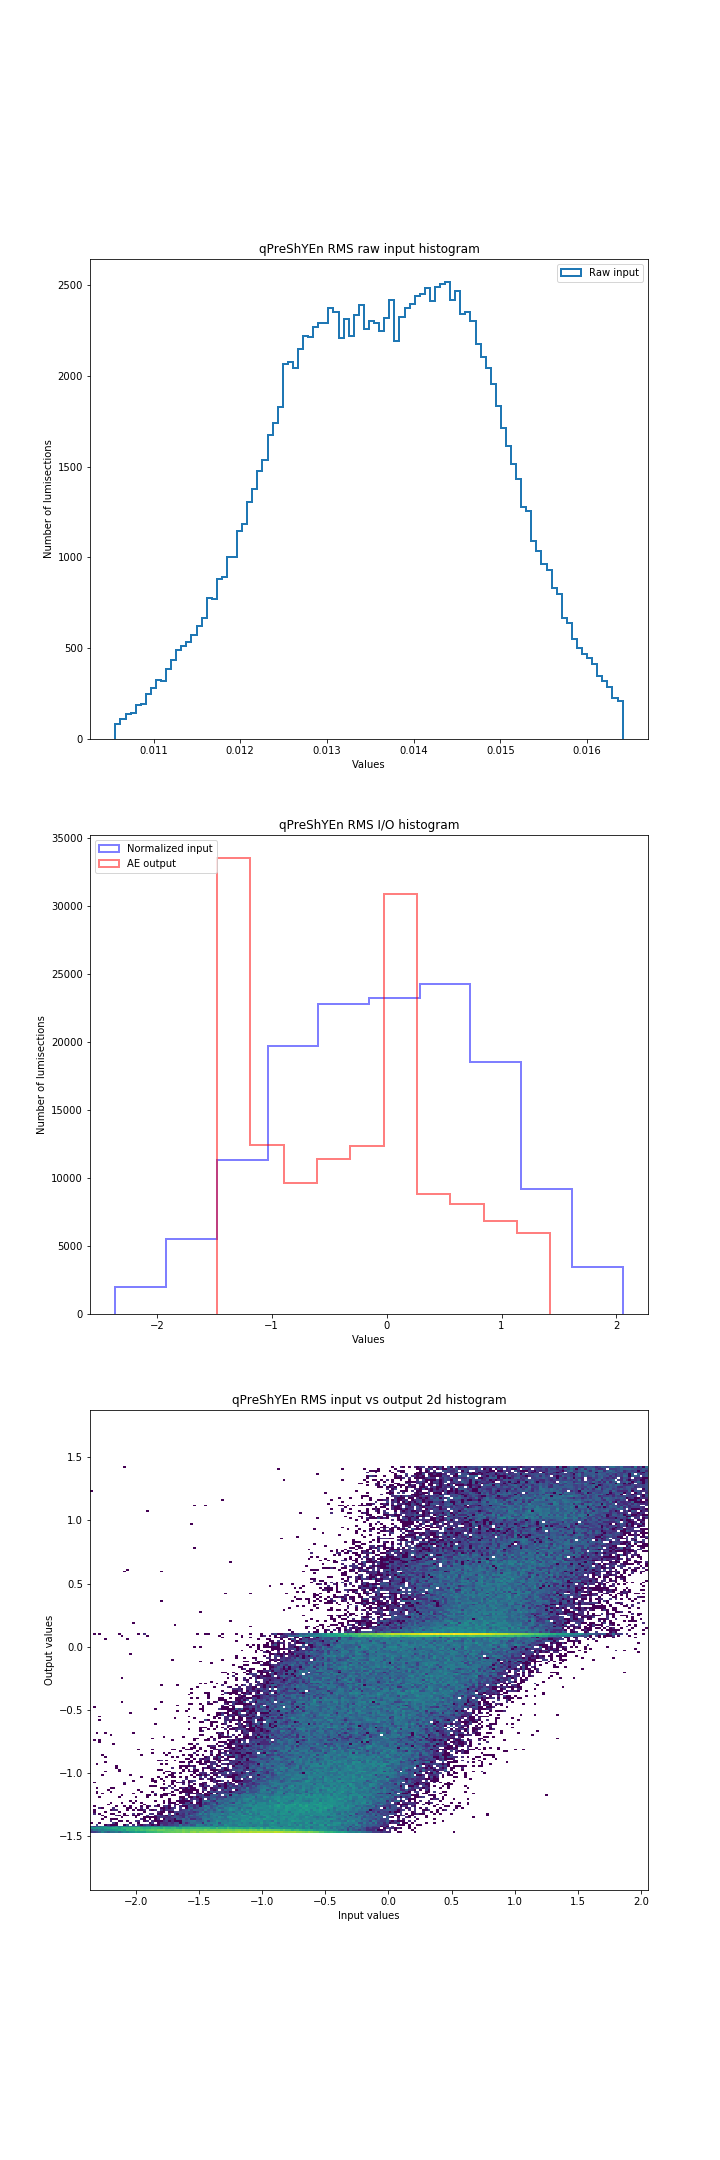 qPreShYEn RMS raw input histogram
Raw input
2500
2000
1500
1000
500
0
Number of lumisections
0.011 0.012 0.013 0.014 0.015 0.016
Values
qPreShYEn RMS I/O histogram
Normalized input
AE output
35000
30000
25000
20000
15000
10000
5000
0
Number of lumisections
−2 −1 0 1 2
Values
qPreShYEn RMS input vs output 2d histogram
1.5
1.0
0.5
0.0
−0.5
−1.0
−1.5
Output values
−2.0 −1.5 −1.0 −0.5 0.0 0.5 1.0 1.5 2.0
Input values